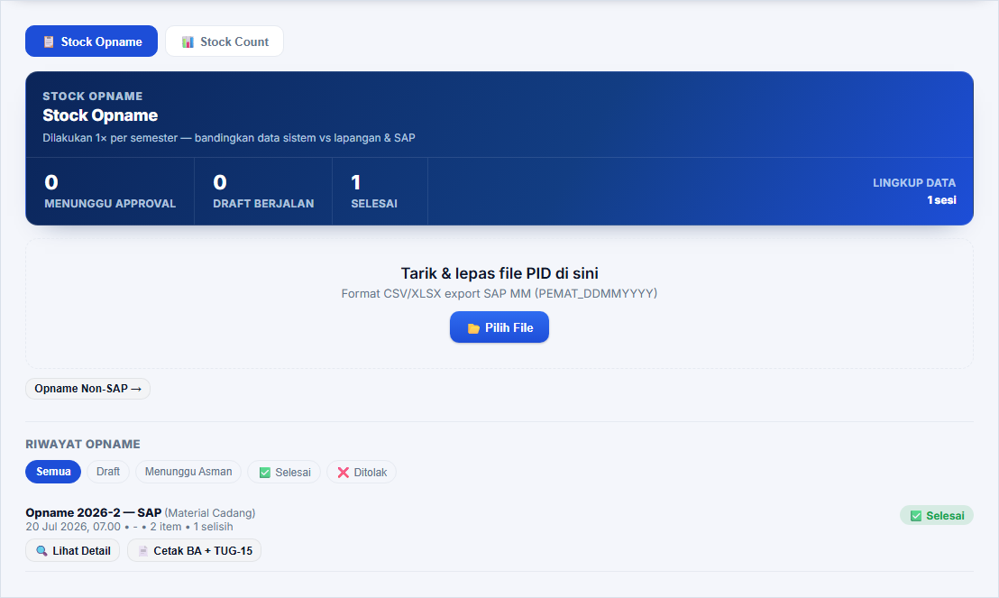 Stock Opname
Stock Count
STOCK OPNAME
Stock Opname
Dilakukan 1× per semester — bandingkan data sistem vs lapangan & SAP
0
MENUNGGU APPROVAL
0
DRAFT BERJALAN
1
SELESAI
LINGKUP DATA
1 sesi
Tarik & lepas file PID di sini
Format CSV/XLSX export SAP MM (PEMAT_DDMMYYYY)
Pilih File
Opname Non-SAP →
RIWAYAT OPNAME
Semua
Draft
Menunggu Asman
Selesai
Ditolak
Opname 2026-2 — SAP (Material Cadang)
Selesai
20 Jul 2026, 07.00 • - • 2 item • 1 selisih
Lihat Detail
Cetak BA + TUG-15